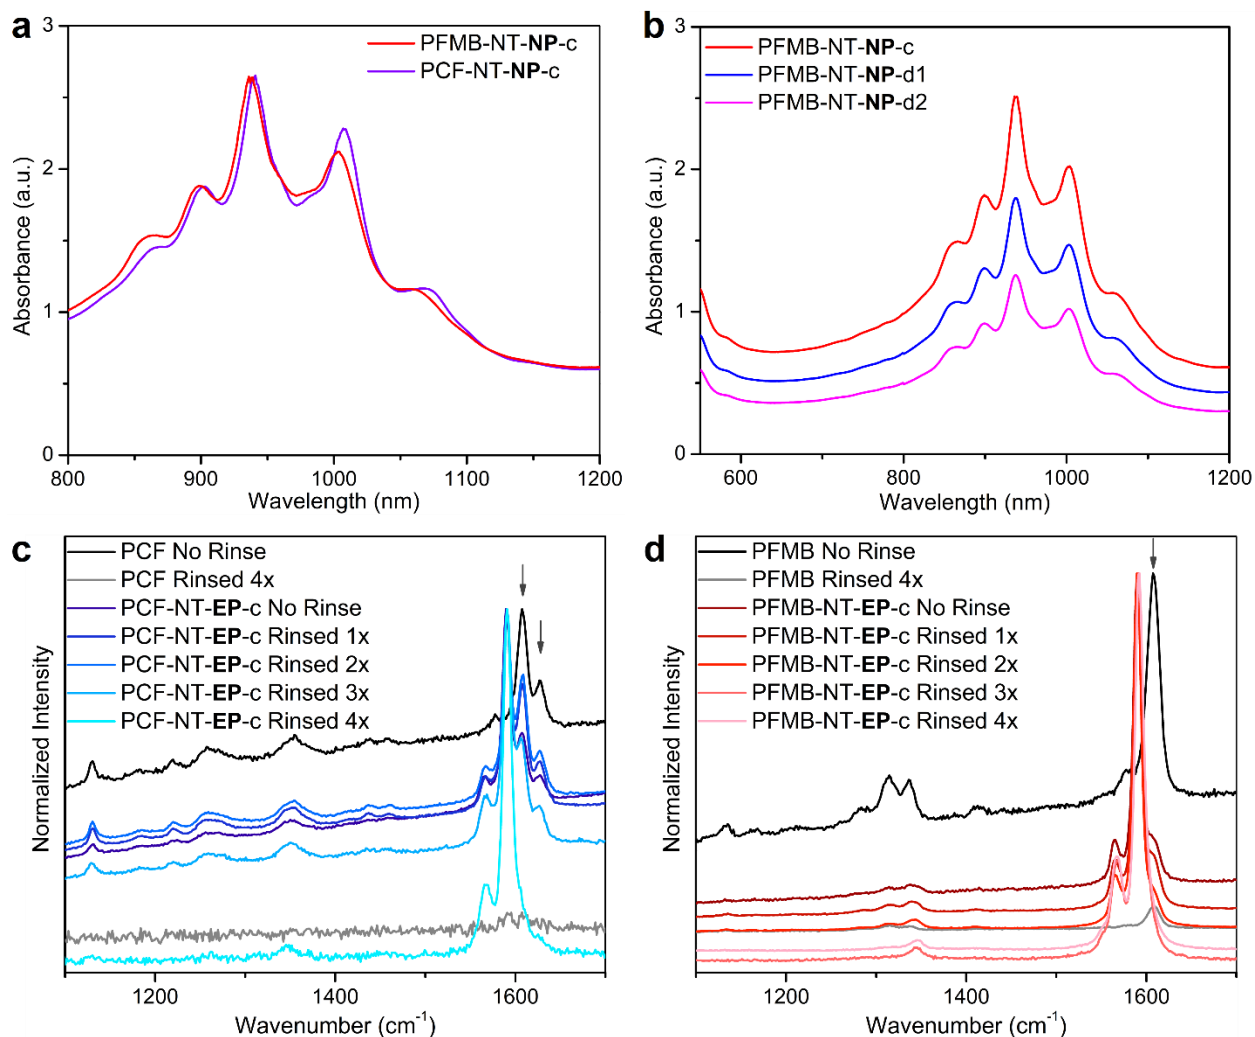 a
3
2
1
0
Absorbance (a.u.)
PFMB-NT-NP-c
PCF-NT-NP-c
800
900
1000
1100
1200
Wavelength (nm)
b
3
2
1
0
Absorbance (a.u.)
PFMB-NT-NP-c
PFMB-NT-NP-d1
PFMB-NT-NP-d2
600
800
1000
1200
Wavelength (nm)
c
PCF No Rinse
PCF Rinsed 4x
PCF-NT-EP-c No Rinse
PCF-NT-EP-c Rinsed 1x
PCF-NT-EP-c Rinsed 2x
PCF-NT-EP-c Rinsed 3x
PCF-NT-EP-c Rinsed 4x
Normalized Intensity
1200
1400
1600
Wavenumber (cm⁻¹)
d
PFMB No Rinse
PFMB Rinsed 4x
PFMB-NT-EP-c No Rinse
PFMB-NT-EP-c Rinsed 1x
PFMB-NT-EP-c Rinsed 2x
PFMB-NT-EP-c Rinsed 3x
PFMB-NT-EP-c Rinsed 4x
Normalized Intensity
1200
1400
1600
Wavenumber (cm⁻¹)